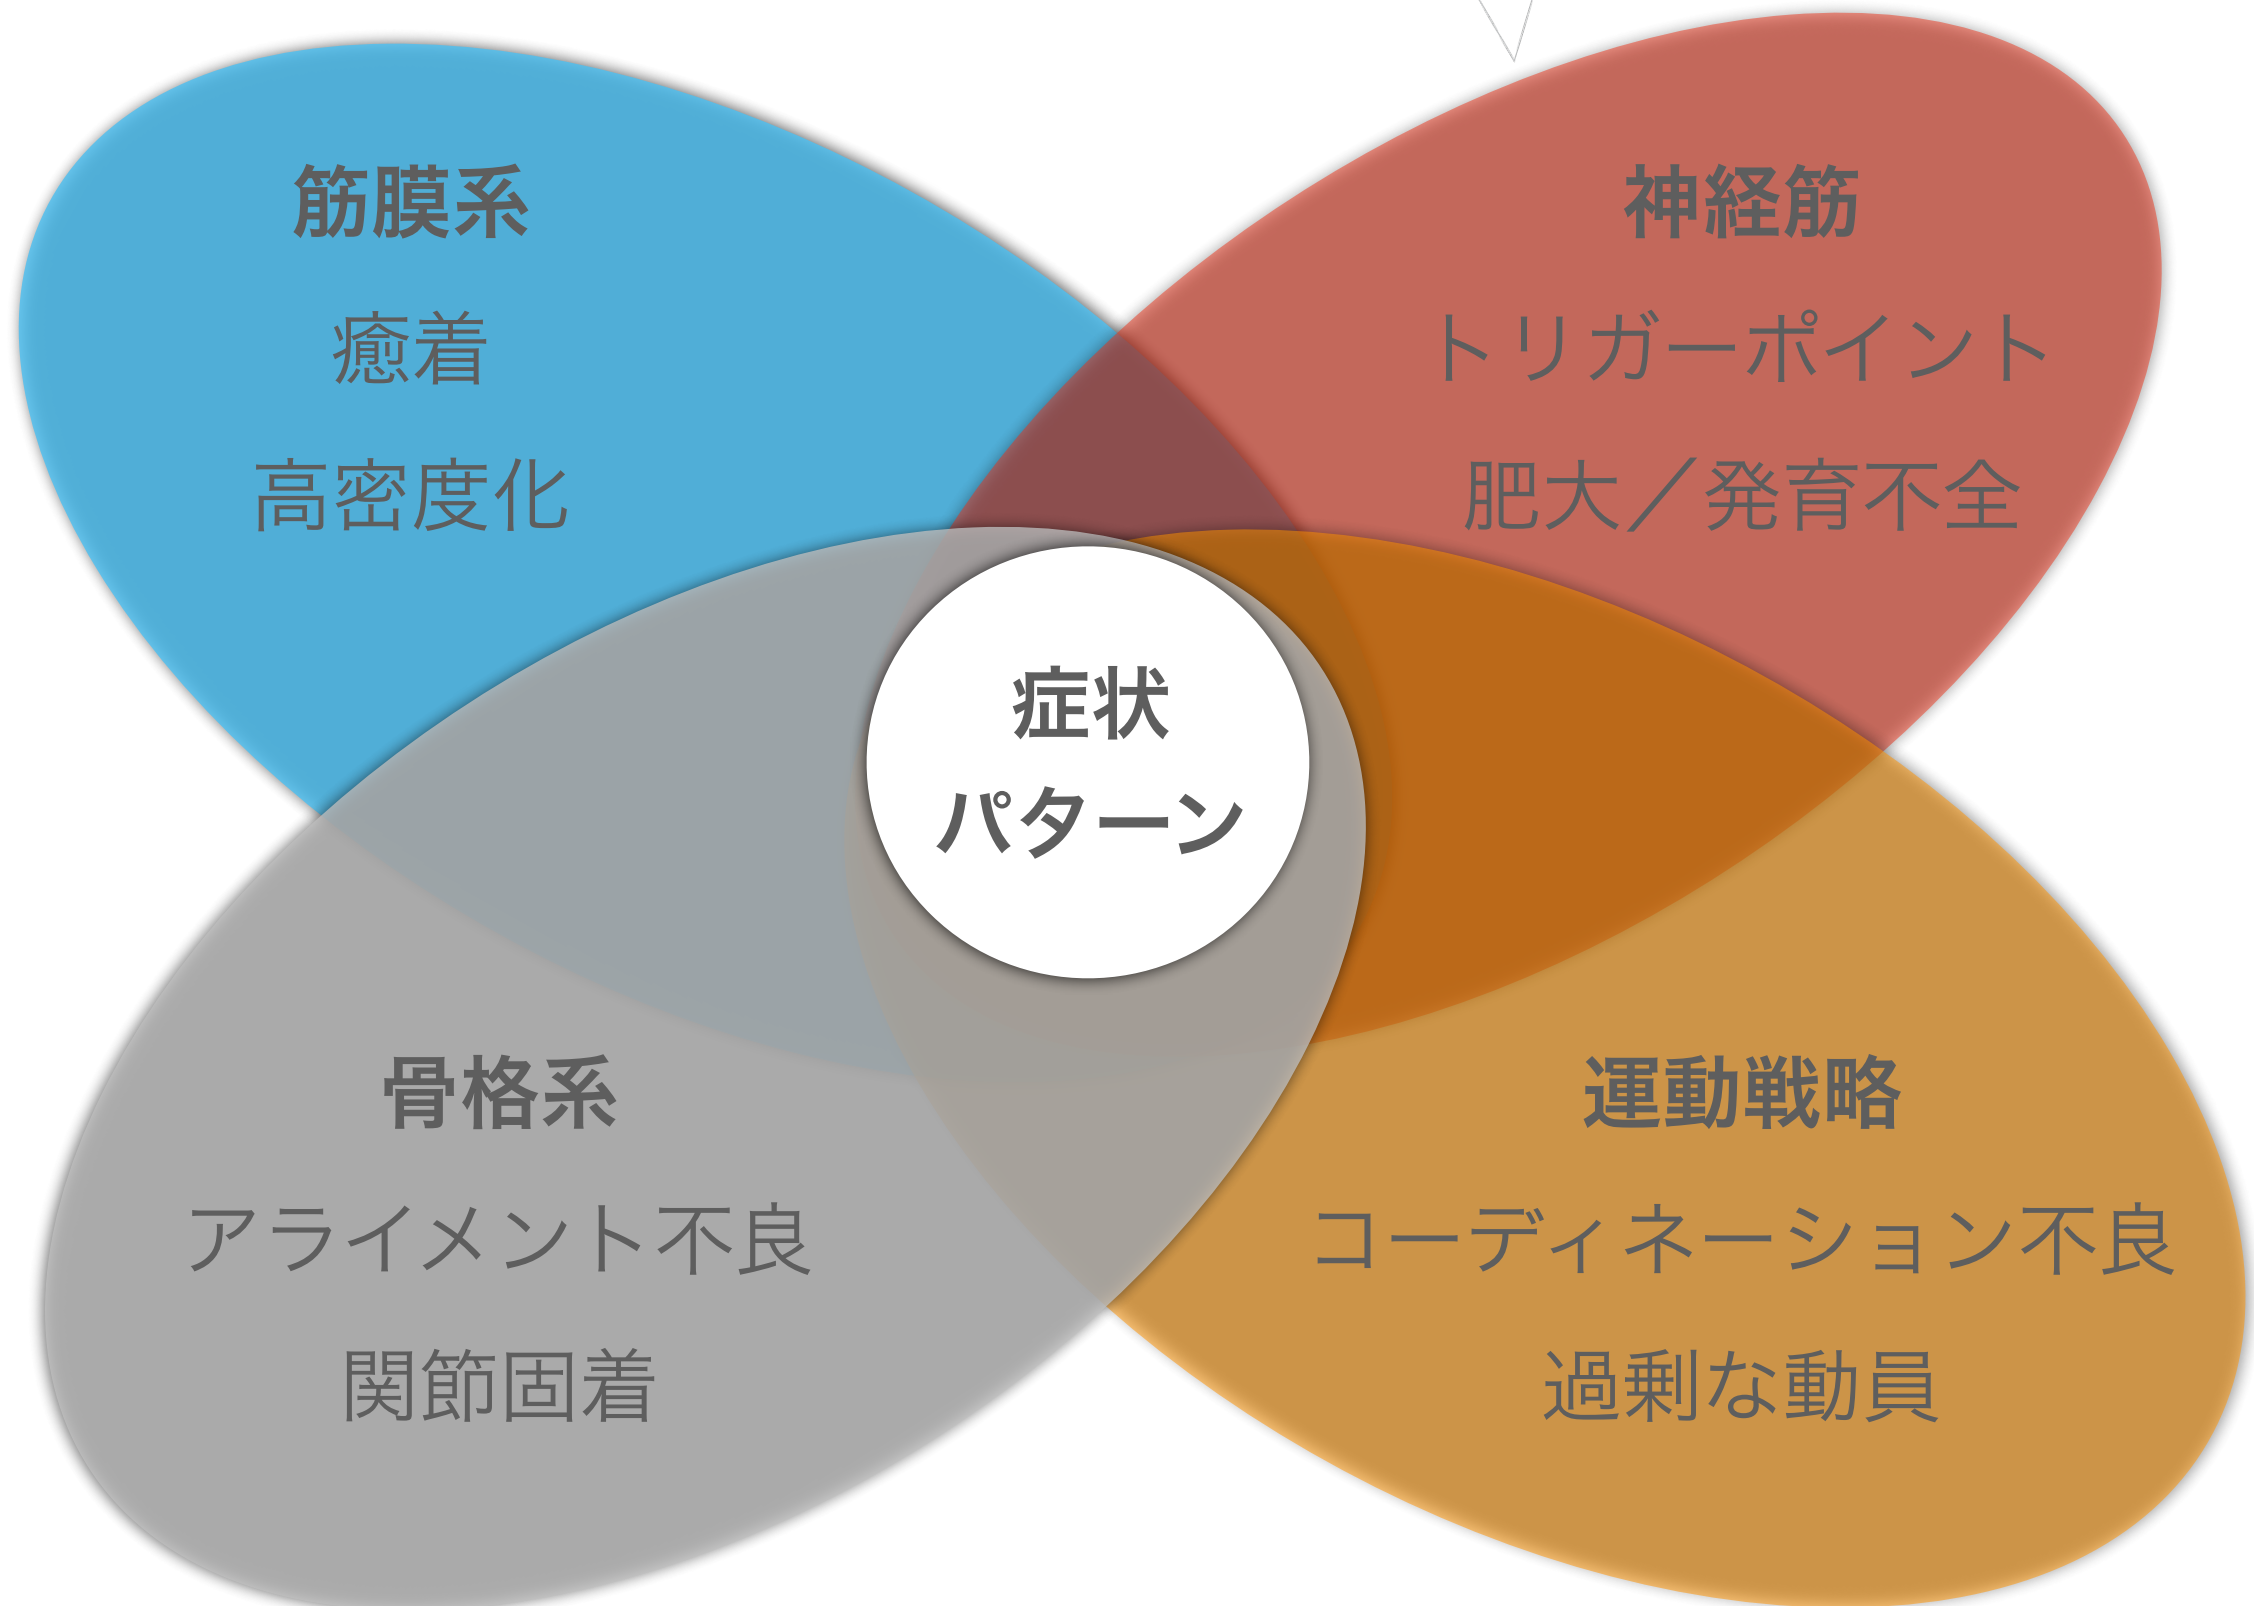 筋膜系
癒着
高密度化
神経筋
トリガーポイント
肥大／発育不全
症状
パターン
骨格系
アライメント不良
関節固着
運動戦略
コーディネーション不良
過剰な動員